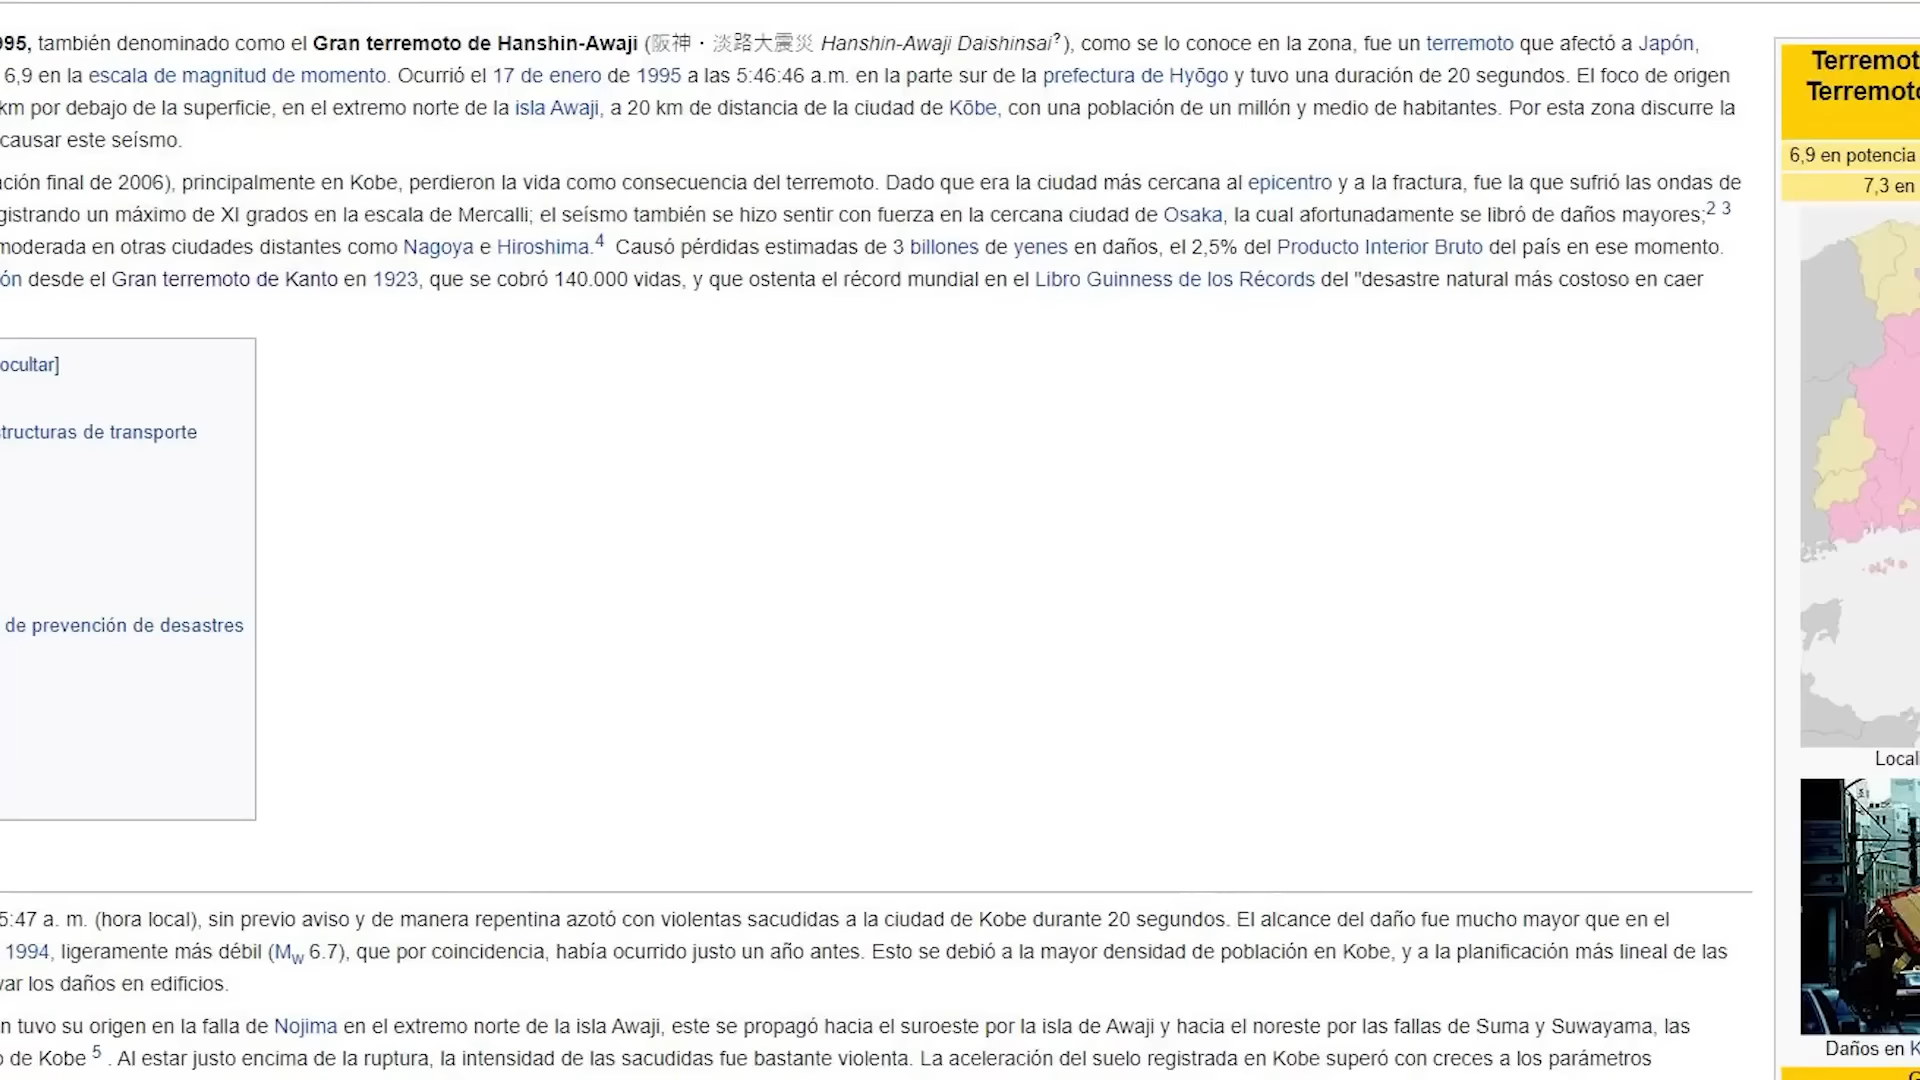 995, también denominado como el Gran terremoto de Hanshin-Awaji (阪神・淡路大震災 Hanshin-Awaji Daishinsai?), como se lo conoce en la zona, fue un terremoto que afectó a Japón,
6,9 en la escala de magnitud de momento. Ocurrió el 17 de enero de 1995 a las 5:46:46 a.m. en la parte sur de la prefectura de Hyōgo y tuvo una duración de 20 segundos. El foco de origen
km por debajo de la superficie, en el extremo norte de la isla Awaji, a 20 km de distancia de la ciudad de Kōbe, con una población de un millón y medio de habitantes. Por esta zona discurre la
causar este seísmo.
ación final de 2006), principalmente en Kobe, perdieron la vida como consecuencia del terremoto. Dado que era la ciudad más cercana al epicentro y a la fractura, fue la que sufrió las ondas de
gistrando un máximo de XI grados en la escala de Mercalli; el seísmo también se hizo sentir con fuerza en la cercana ciudad de Osaka, la cual afortunadamente se libró de daños mayores;2 3
moderada en otras ciudades distantes como Nagoya e Hiroshima.4 Causó pérdidas estimadas de 3 billones de yenes en daños, el 2,5% del Producto Interior Bruto del país en ese momento.
ón desde el Gran terremoto de Kanto en 1923, que se cobró 140.000 vidas, y que ostenta el récord mundial en el Libro Guinness de los Récords del "desastre natural más costoso en caer
ocultar]
structuras de transporte
de prevención de desastres
5:47 a. m. (hora local), sin previo aviso y de manera repentina azotó con violentas sacudidas a la ciudad de Kobe durante 20 segundos. El alcance del daño fue mucho mayor que en el
1994, ligeramente más débil (Mw 6.7), que por coincidencia, había ocurrido justo un año antes. Esto se debió a la mayor densidad de población en Kobe, y a la planificación más lineal de las
var los daños en edificios.
n tuvo su origen en la falla de Nojima en el extremo norte de la isla Awaji, este se propagó hacia el suroeste por la isla de Awaji y hacia el noreste por las fallas de Suma y Suwayama, las
o de Kobe 5 . Al estar justo encima de la ruptura, la intensidad de las sacudidas fue bastante violenta. La aceleración del suelo registrada en Kobe superó con creces a los parámetros
Terremot
Terremoto
6,9 en potencia
7,3 en
Locali
Daños en K